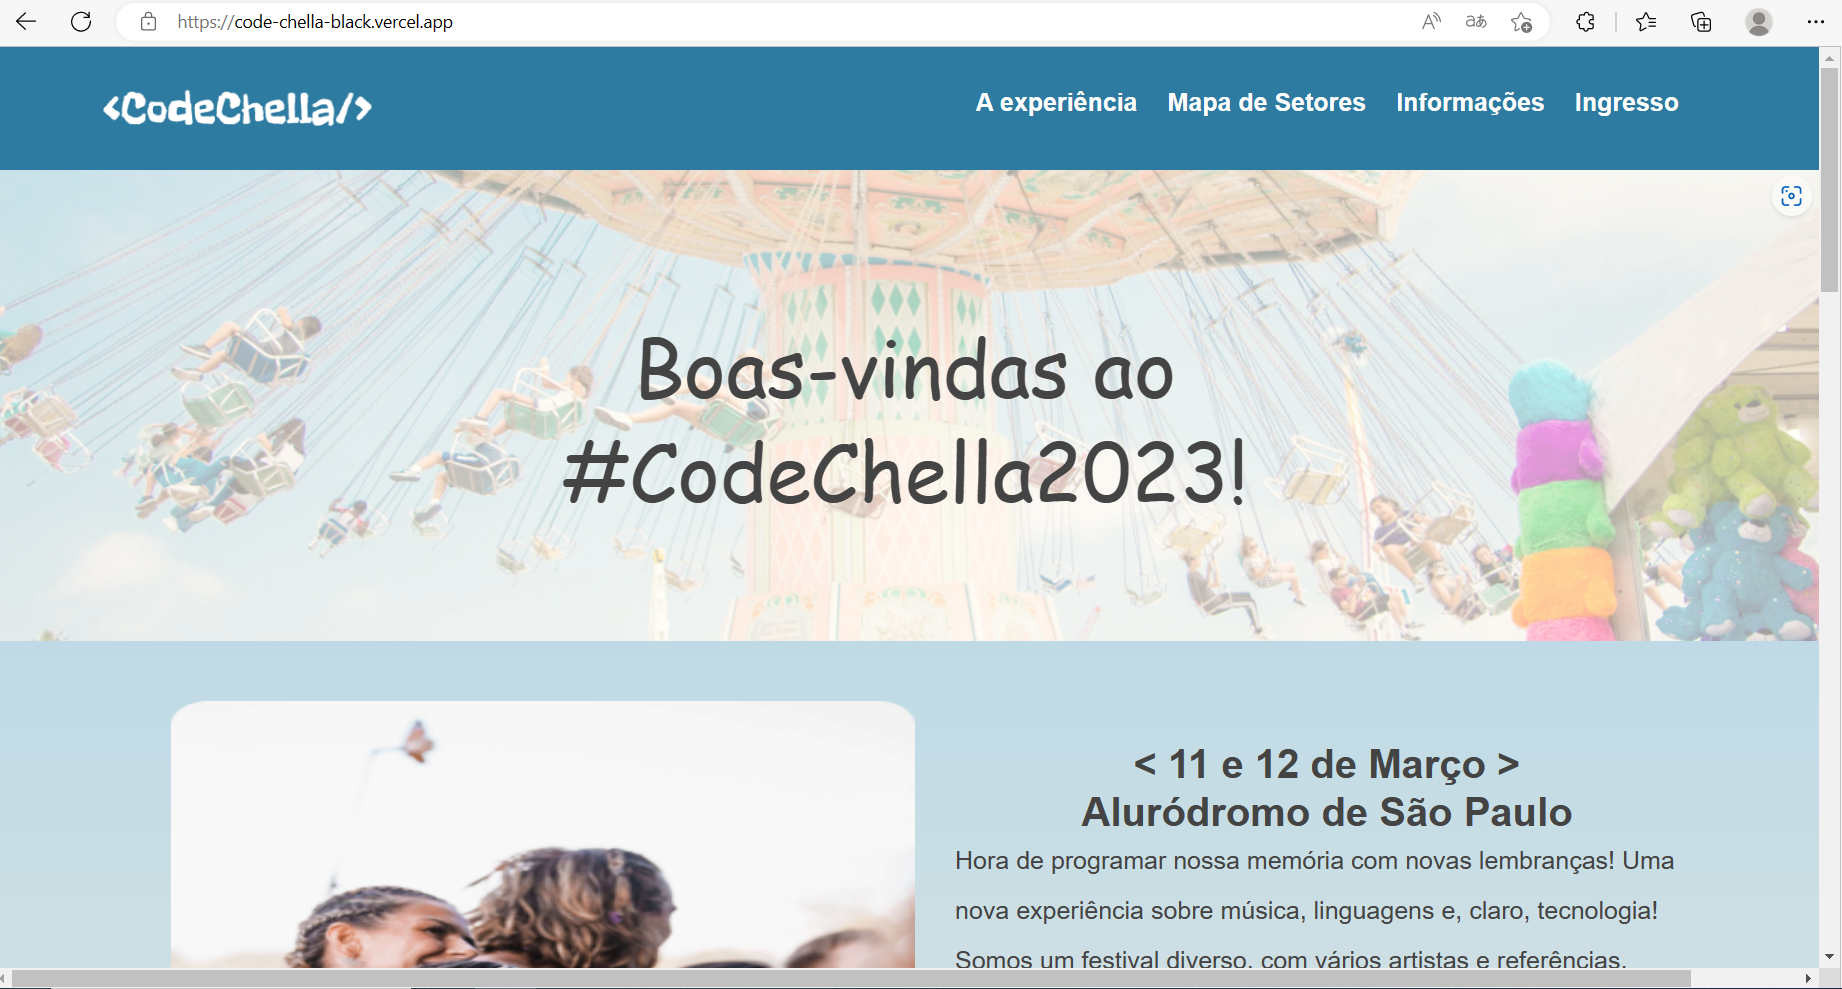 https://code-chella-black.vercel.app
<CodeChella/>
A experiência Mapa de Setores Informações Ingresso
Boas-vindas ao
#CodeChella2023!
< 11 e 12 de Março >
Aluródromo de São Paulo
Hora de programar nossa memória com novas lembranças! Uma
nova experiência sobre música, linguagens e, claro, tecnologia!
Somos um festival diverso, com vários artistas e referências,